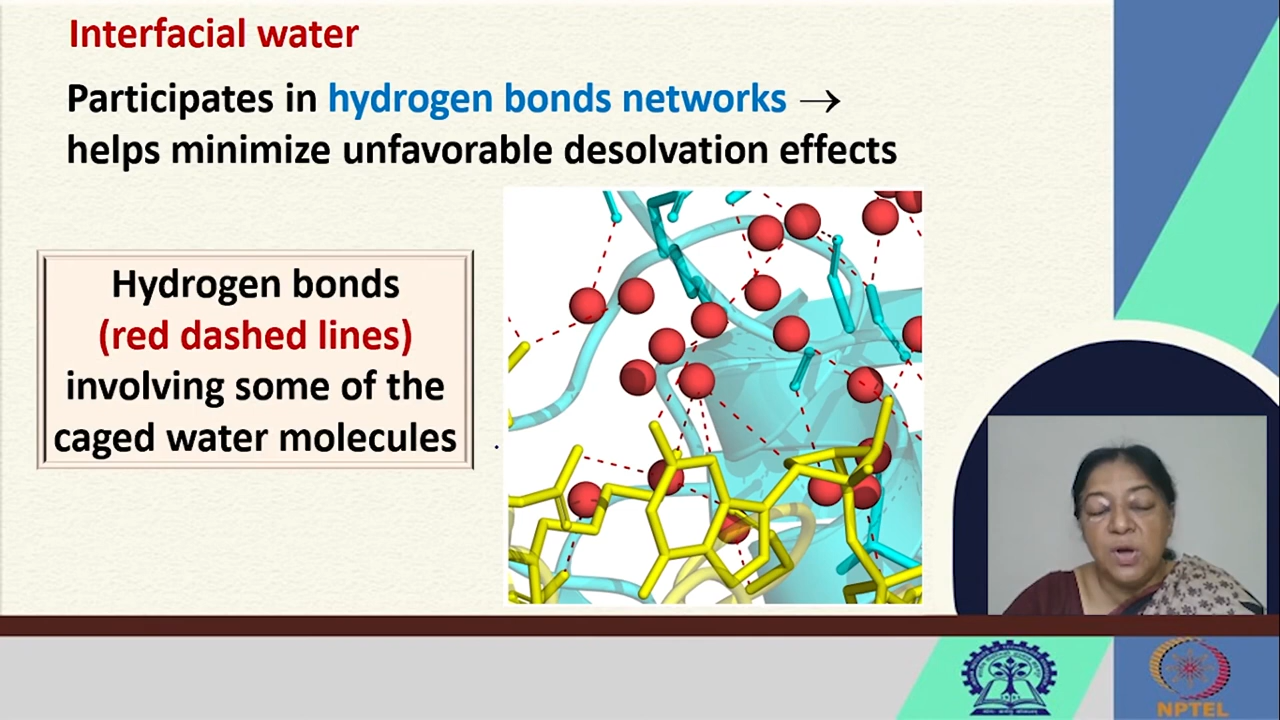 Interfacial water
Participates in hydrogen bonds networks →
helps minimize unfavorable desolvation effects
Hydrogen bonds
(red dashed lines)
involving some of the
caged water molecules
NPTEL